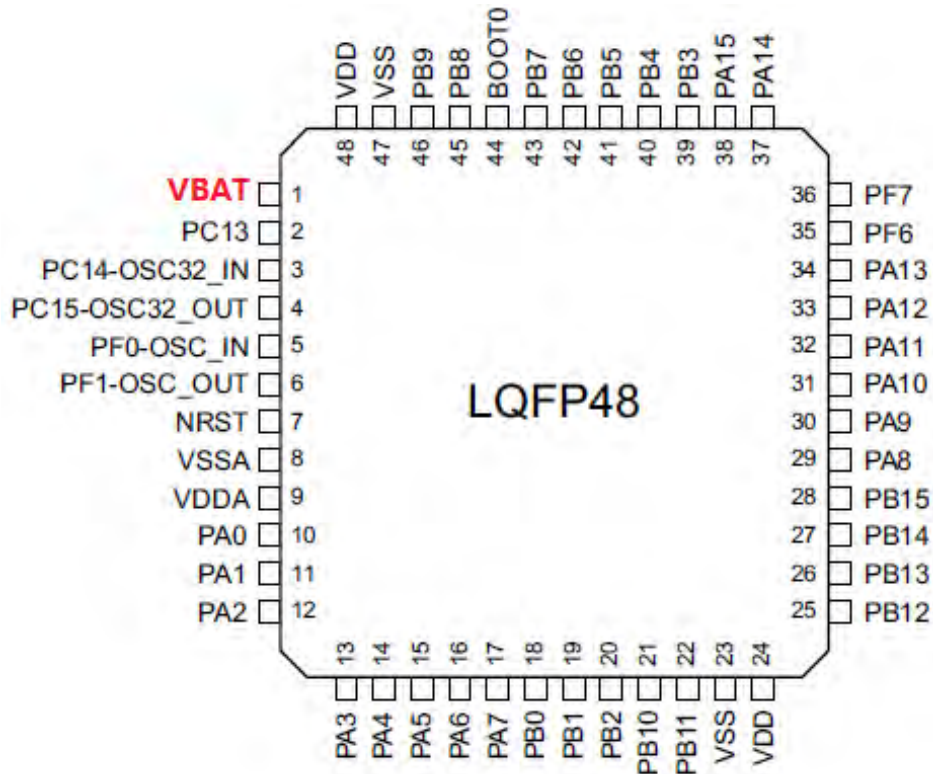 VDD VSS PB9 PB8 BOOT0 PB7 PB6 PB5 PB4 PB3 PA15 PA14
48 47 46 45 44 43 42 41 40 39 38 37
VBAT 1 36 PF7
PC13 2 35 PF6
PC14-OSC32_IN 3 34 PA13
PC15-OSC32_OUT 4 33 PA12
PF0-OSC_IN 5 32 PA11
PF1-OSC_OUT 6 31 PA10
LQFP48
NRST 7 30 PA9
VSSA 8 29 PA8
VDDA 9 28 PB15
PA0 10 27 PB14
PA1 11 26 PB13
PA2 12 25 PB12
13 14 15 16 17 18 19 20 21 22 23 24
PA3 PA4 PA5 PA6 PA7 PB0 PB1 PB2 PB10 PB11 VSS VDD